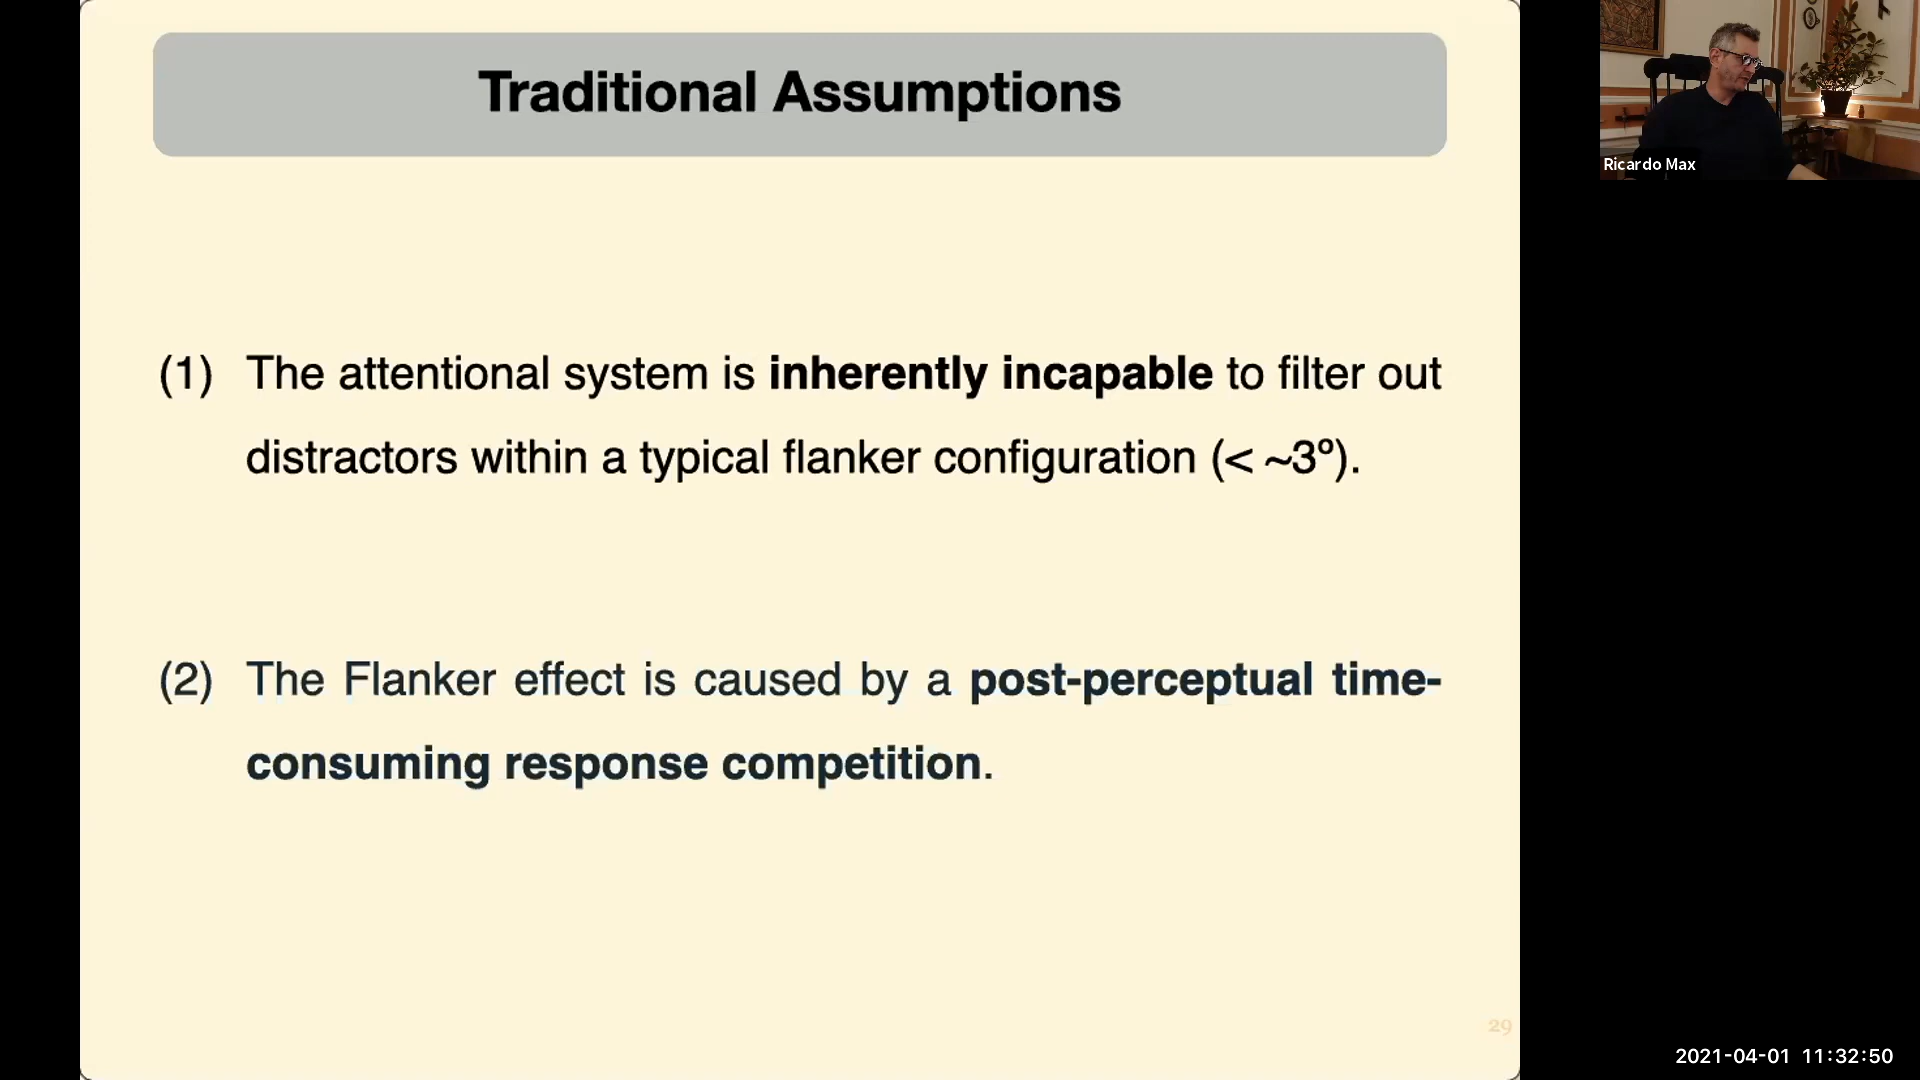 Traditional Assumptions
(1) The attentional system is inherently incapable to filter out
distractors within a typical flanker configuration (< ~3º).
(2) The Flanker effect is caused by a post-perceptual time-
consuming response competition.
29
Ricardo Max
2021-04-01 11:32:50